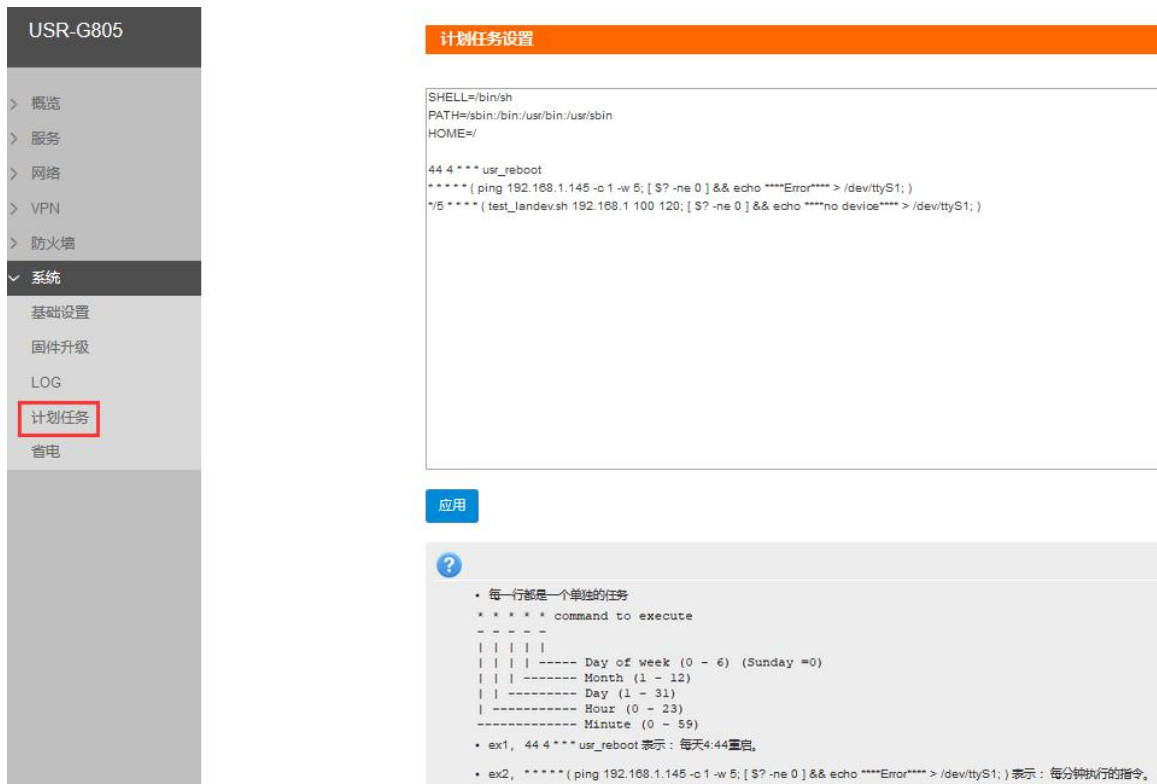 USR-G805
概览
服务
网络
VPN
防火墙
系统
基础设置
固件升级
LOG
计划任务
省电
计划任务设置
SHELL=/bin/sh
PATH=/sbin:/bin:/usr/bin:/usr/sbin
HOME=/
44 4 * * * usr_reboot
* * * * * ( ping 192.168.1.145 -c 1 -w 5; [ $? -ne 0 ] && echo ****Error**** > /dev/ttyS1; )
*/5 * * * * ( test_landev.sh 192.168.1 100 120; [ $? -ne 0 ] && echo ****no device**** > /dev/ttyS1; )
应用
?
• 每一行都是一个单独的任务
* * * * * command to execute
- - - - -
| | | | |
| | | | ----- Day of week (0 - 6) (Sunday =0)
| | | ------- Month (1 - 12)
| | --------- Day (1 - 31)
| ----------- Hour (0 - 23)
------------- Minute (0 - 59)
• ex1, 44 4 * * * usr_reboot 表示: 每天4:44重启。
• ex2, * * * * * ( ping 192.168.1.145 -c 1 -w 5; [ $? -ne 0 ] && echo ****Error**** > /dev/ttyS1; ) 表示: 每分钟执行的指令。